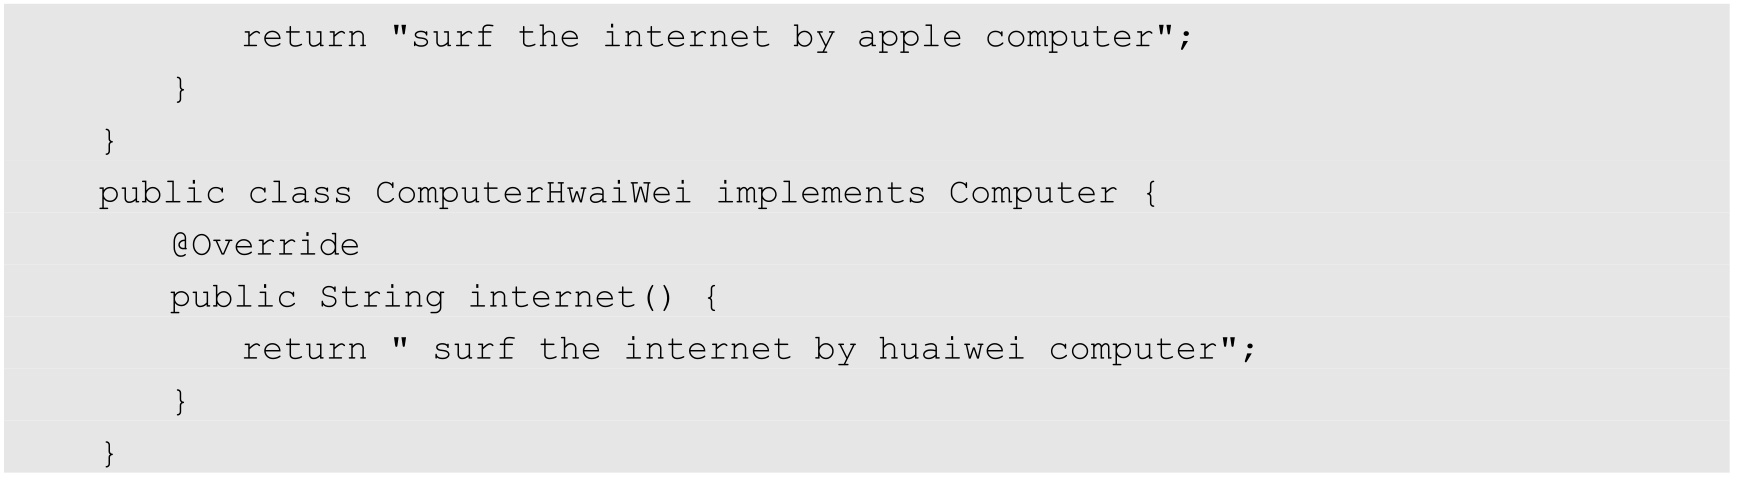 return "surf the internet by apple computer";
}
}
public class ComputerHwaiWei implements Computer {
@Override
public String internet() {
return " surf the internet by huaiwei computer";
}
}